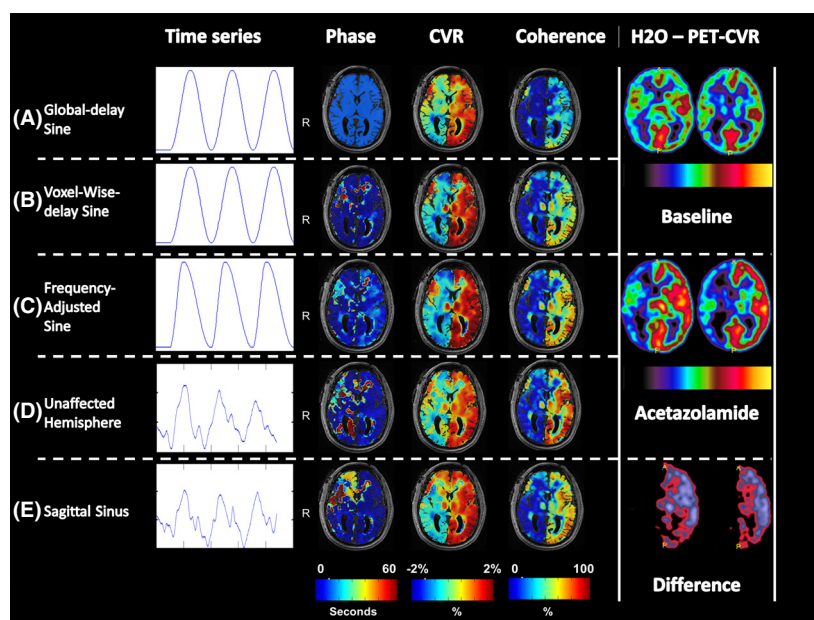 Time series Phase CVR Coherence H2O – PET-CVR
(A) Global-delay
Sine
R
(B) Voxel-Wise-
delay Sine
R
Baseline
(C) Frequency-
Adjusted
Sine
R
(D) Unaffected
Hemisphere
R
Acetazolamide
(E) Sagittal Sinus
R
A A
P P
0 60 -2% 2% 0 100
Seconds % %
Difference